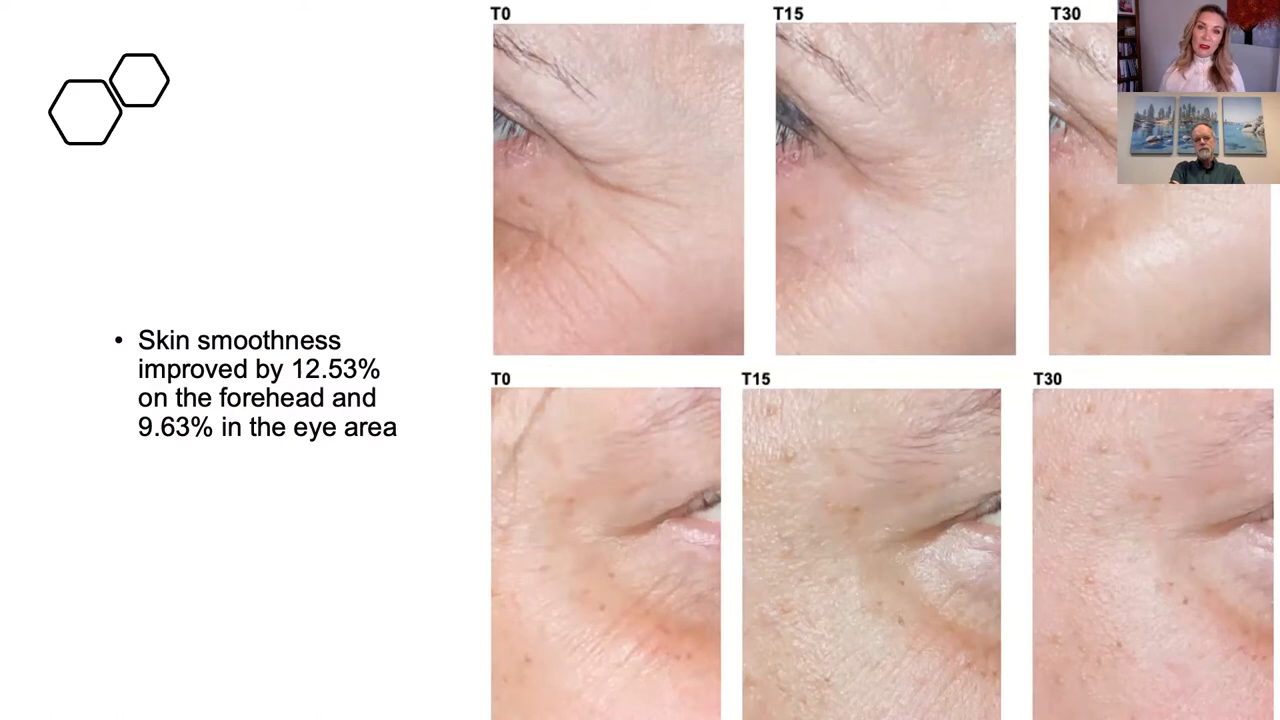 T0
T15
T30
• Skin smoothness
improved by 12.53%
on the forehead and
9.63% in the eye area
T0
T15
T30